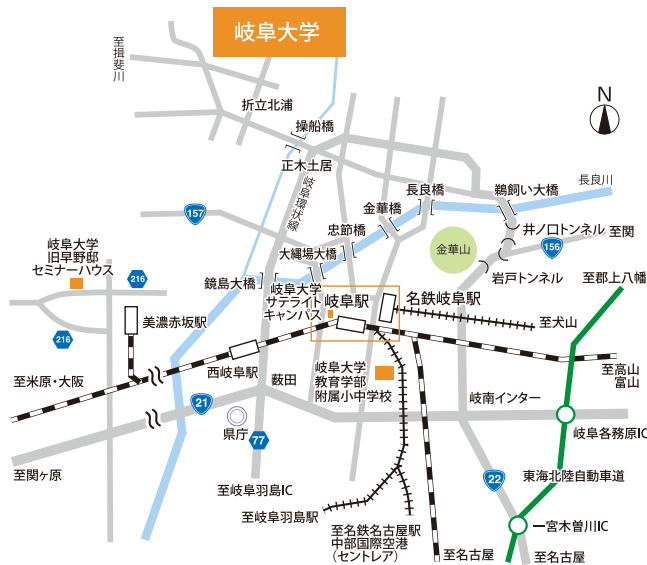 岐阜大学
至揖斐川
折立北浦
操船橋
正木土居
N
岐阜環状線
長良橋
鵜飼い大橋
長良川
金華橋
井ノ口トンネル
157
忠節橋
156
至関
岐阜大学
旧早野邸
セミナーハウス
大縄場大橋
金華山
岩戸トンネル
216
鏡島大橋
岐阜大学
サテライト
キャンパス
岐阜駅
名鉄岐阜駅
至郡上八幡
美濃赤坂駅
至犬山
216
西岐阜駅
至高山
富山
至米原・大阪
薮田
岐阜大学
教育学部
附属小中学校
岐南インター
21
県庁
77
岐阜各務原IC
至関ヶ原
22
東海北陸自動車道
至岐阜羽島IC
至岐阜羽島駅
至名鉄名古屋駅
中部国際空港
(セントレア)
一宮木曽川IC
至名古屋
至名古屋